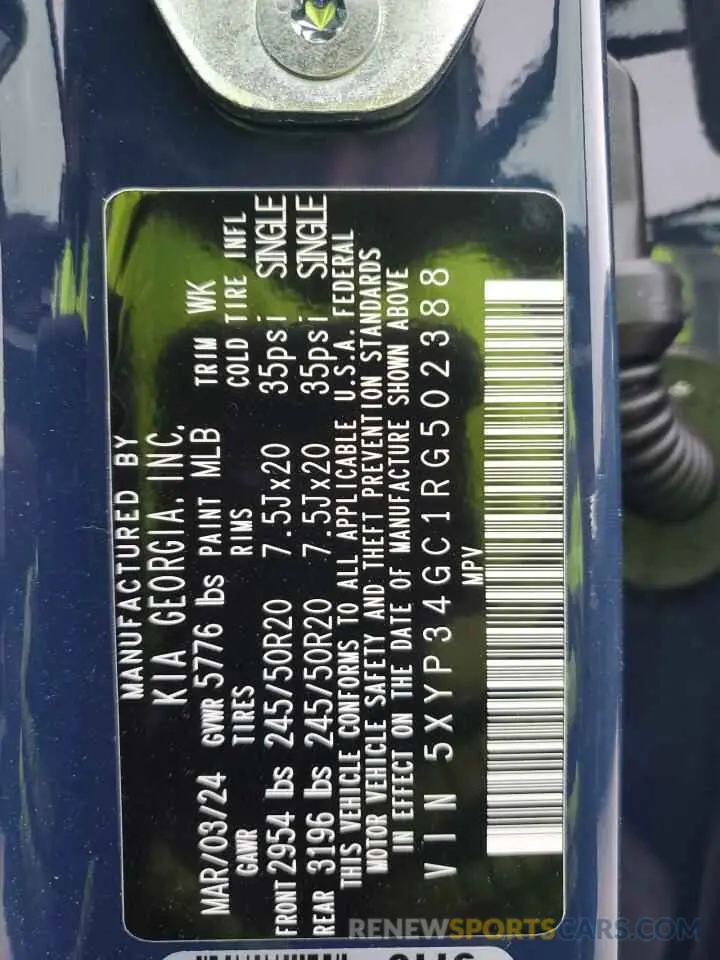 MANUFACTURED BY
KIA GEORGIA, INC.
MAR/03/24 GVWR 5776 lbs PAINT MLB TRIM WK
GAWR TIRES RIMS COLD TIRE INFL
FRONT 2954 lbs 245/50R20 7.5Jx20 35psi SINGLE
REAR 3196 lbs 245/50R20 7.5Jx20 35psi SINGLE
THIS VEHICLE CONFORMS TO ALL APPLICABLE U.S.A. FEDERAL
MOTOR VEHICLE SAFETY AND THEFT PREVENTION STANDARDS
IN EFFECT ON THE DATE OF MANUFACTURE SHOWN ABOVE
VIN 5XYP34GC1RG502388
MPV
RENEWSPORTSCARS.COM